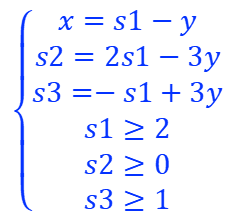 x = s1 − y
s2 = 2s1 − 3y
s3 =− s1 + 3y
s1 ≥ 2
s2 ≥ 0
s3 ≥ 1